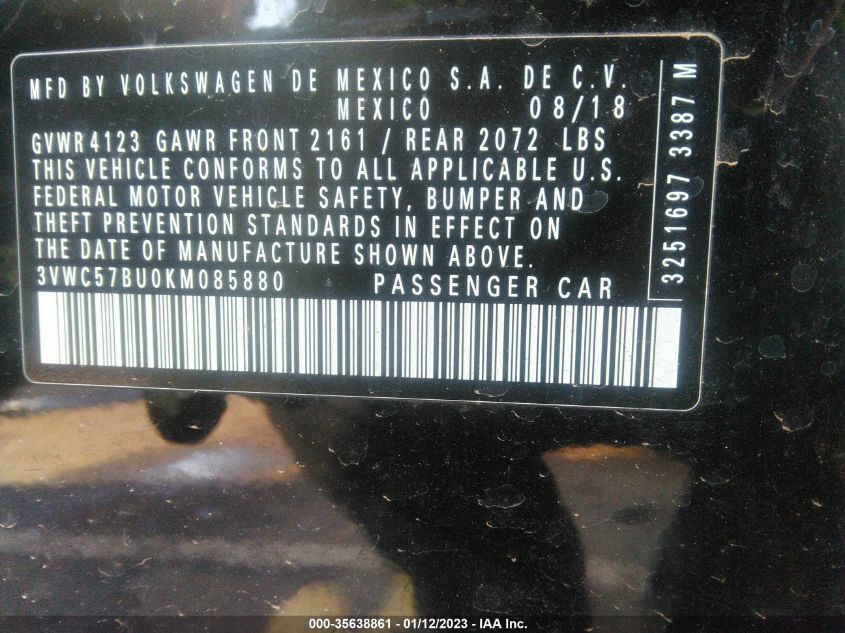 MFD BY VOLKSWAGEN DE MEXICO S.A. DE C.V.
MEXICO 08/18
GVWR 4123 GAWR FRONT 2161 / REAR 2072 LBS
THIS VEHICLE CONFORMS TO ALL APPLICABLE U.S.
FEDERAL MOTOR VEHICLE SAFETY, BUMPER AND
THEFT PREVENTION STANDARDS IN EFFECT ON
THE DATE OF MANUFACTURE SHOWN ABOVE.
3VWC57BU0KM085880 PASSENGER CAR
3251697 3387 M
000-35638861 - 01/12/2023 - IAA Inc.